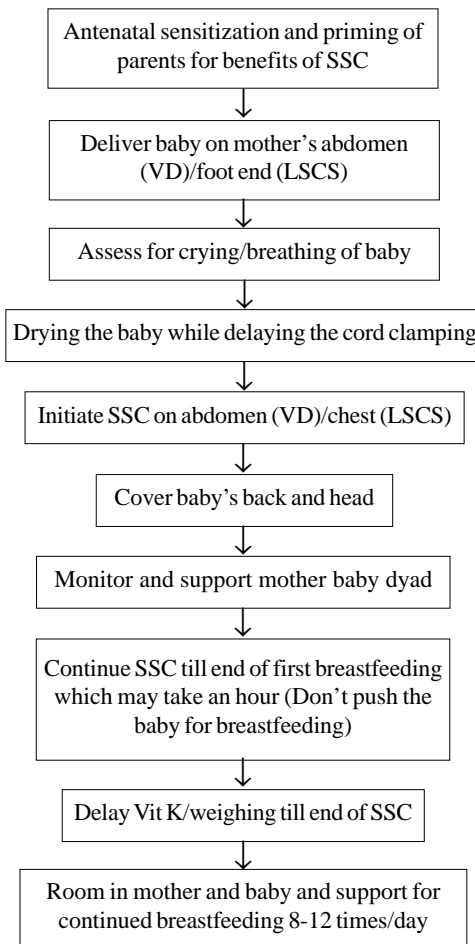 Antenatal sensitization and priming of
parents for benefits of SSC
Deliver baby on mother’s abdomen
(VD)/foot end (LSCS)
Assess for crying/breathing of baby
Drying the baby while delaying the cord clamping
Initiate SSC on abdomen (VD)/chest (LSCS)
Cover baby’s back and head
Monitor and support mother baby dyad
Continue SSC till end of first breastfeeding
which may take an hour (Don’t push the
baby for breastfeeding)
Delay Vit K/weighing till end of SSC
Room in mother and baby and support for
continued breastfeeding 8-12 times/day